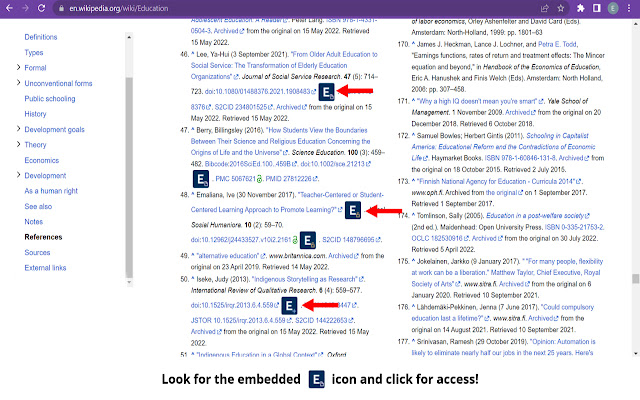 en.wikipedia.org/wiki/Education
E
Definitions
Types
Formal
Unconventional forms
Public schooling
History
Development goals
Theory
Economics
Development
As a human right
See also
Notes
References
Sources
External links
Adolescent Education: A Reader. Peter Lang. ISBN 978-1-4331-
0504-3. Archived from the original on 15 May 2022. Retrieved
15 May 2022.
46. ^ Lee, Ya-Hui (3 September 2021). "From Older Adult Education to
Social Service: The Transformation of Elderly Education
Organizations". Journal of Social Service Research. 47 (5): 714–
723. doi:10.1080/01488376.2021.1908483
8376. S2CID 234801525. Archived from the original on 15
May 2022. Retrieved 15 May 2022.
47. ^ Berry, Billingsley (2016). "How Students View the Boundaries
Between Their Science and Religious Education Concerning the
Origins of Life and the Universe". Science Education. 100 (3): 459–
482. Bibcode:2016SciEd.100..459B. doi:10.1002/sce.21213
. PMC 5067621. PMID 27812226.
48. ^ Emaliana, Ive (30 November 2017). "Teacher-Centered or Student-
Centered Learning Approach to Promote Learning?"
Sosial Humaniora. 10 (2): 59–70.
doi:10.12962/j24433527.v10i2.2161. S2CID 148796695.
49. ^ "alternative education". www.britannica.com. Archived from the
original on 23 April 2019. Retrieved 14 May 2022.
50. ^ Iseke, Judy (2013). "Indigenous Storytelling as Research".
International Review of Qualitative Research. 6 (4): 559–577.
doi:10.1525/irqr.2013.6.4.559 8447.
JSTOR 10.1525/irqr.2013.6.4.559. S2CID 144222653.
Archived from the original on 15 May 2022. Retrieved 15 May
2022.
51. ^ "Indigenous Education in a Global Context". Oxford
of labor economics, Orley Ashenfelter and David Card (Eds).
Amsterdam: North-Holland, 1999: pp. 1801–63
170. ^ James J. Heckman, Lance J. Lochner, and Petra E. Todd,
"Earnings functions, rates of return and treatment effects: The Mincer
equation and beyond," in Handbook of the Economics of Education,
Eric A. Hanushek and Finis Welch (Eds). Amsterdam: North-Holland,
2006: pp. 307–458.
171. ^ "Why a high IQ doesn't mean you're smart". Yale School of
Management. 1 November 2009. Archived from the original on 20
December 2018. Retrieved 6 October 2018.
172. ^ Samuel Bowles; Herbert Gintis (2011). Schooling in Capitalist
America: Educational Reform and the Contradictions of Economic
Life. Haymarket Books. ISBN 978-1-60846-131-8. Archived from
the original on 18 October 2015. Retrieved 2 July 2015.
173. ^ "Finnish National Agency for Education - Curricula 2014".
www.oph.fi. Archived from the original on 1 September 2017.
Retrieved 1 September 2017.
174. ^ Tomlinson, Sally (2005). Education in a post-welfare society
(2nd ed.). Maidenhead: Open University Press. ISBN 0-335-21753-2.
OCLC 182530916. Archived from the original on 30 July 2022.
Retrieved 5 April 2022.
175. ^ Jokelainen, Jarkko (9 January 2017). " "For many people, flexibility
at work can be a liberation." Matthew Taylor, Chief Executive, Royal
Society of Arts". www.sitra.fi. Archived from the original on 6
January 2020. Retrieved 10 September 2021.
176. ^ Lähdemäki-Pekkinen, Jenna (7 June 2017). "Could compulsory
education last a lifetime?". www.sitra.fi. Archived from the original
on 14 August 2021. Retrieved 10 September 2021.
177. ^ Srinivasan, Ramesh (29 October 2019). "Opinion: Automation is
likely to eliminate nearly half our jobs in the next 25 years. Here's
Look for the embedded E icon and click for access!